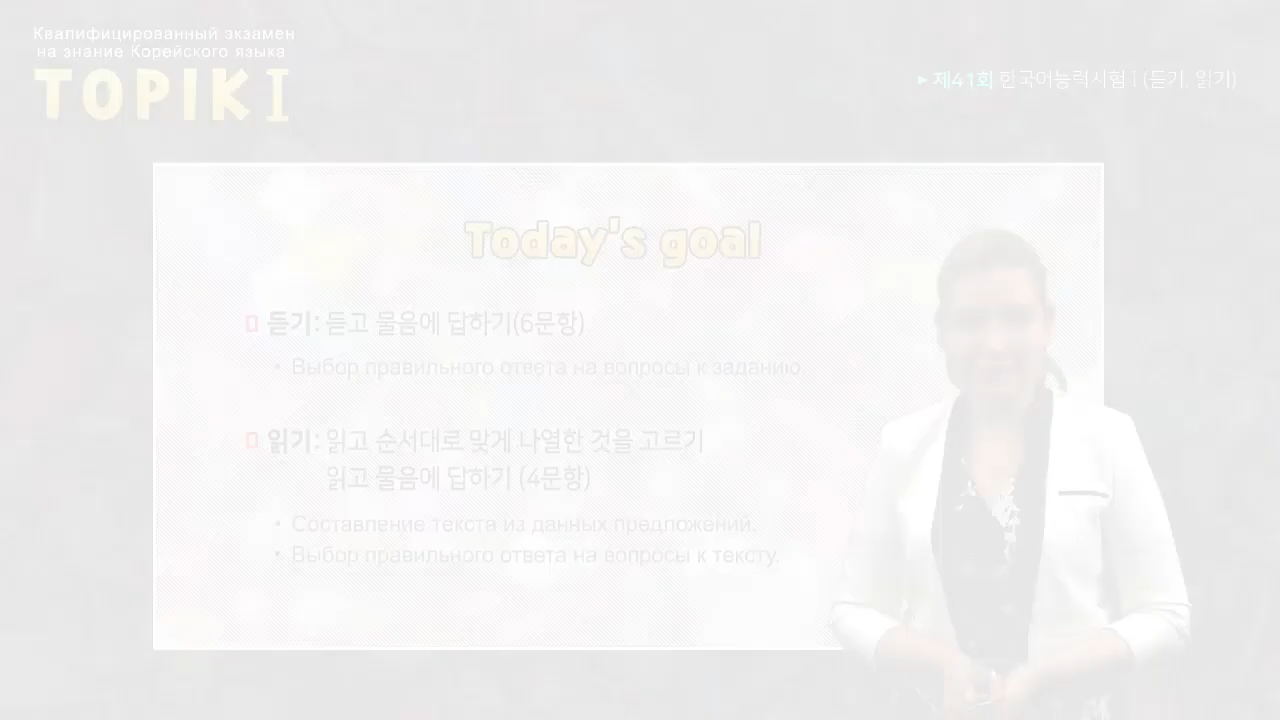 Квалифицированный экзамен
на знание Корейского языка
TOPIK I
▸ 제41회 한국어능력시험 I (듣기, 읽기)
Today's goal
듣기: 듣고 물음에 답하기(6문항)
• Выбор правильного ответа на вопросы к заданию.
읽기: 읽고 순서대로 맞게 나열한 것을 고르기
읽고 물음에 답하기 (4문항)
• Составление текста из данных предложений.
• Выбор правильного ответа на вопросы к тексту.